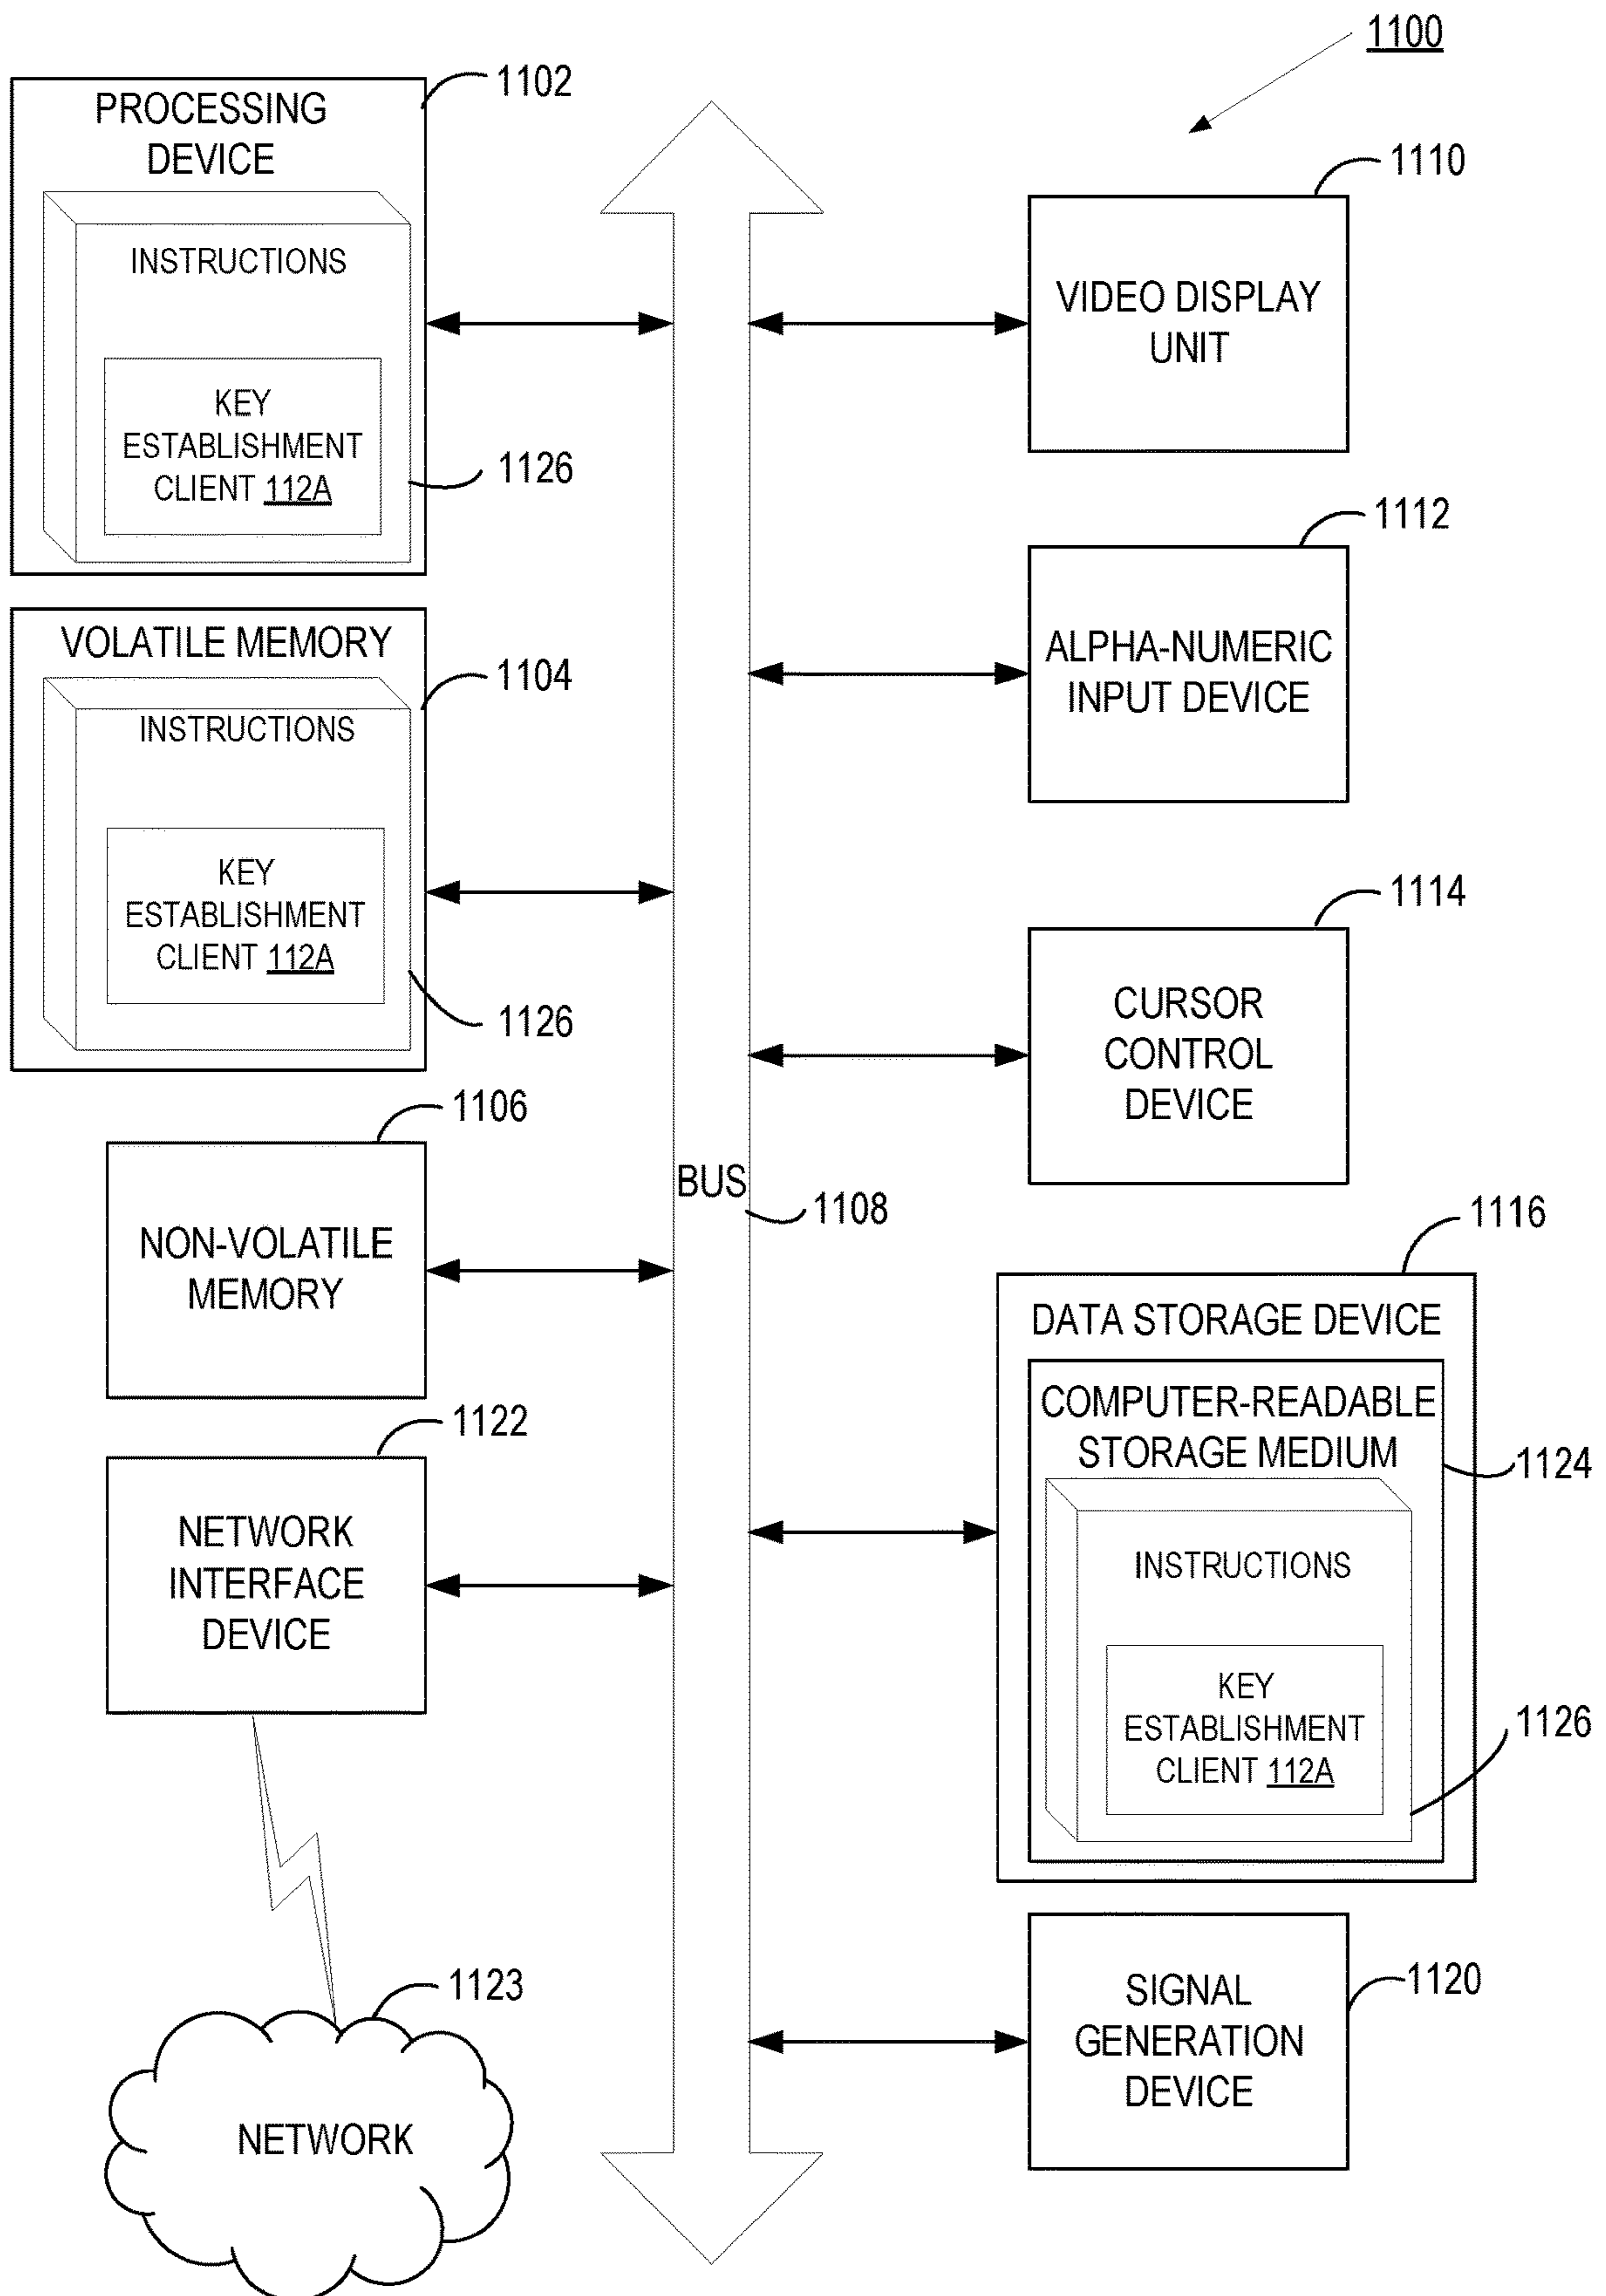 1100
1102
PROCESSING
DEVICE
INSTRUCTIONS
KEY
ESTABLISHMENT
CLIENT 112A
1126
VOLATILE MEMORY
1104
INSTRUCTIONS
KEY
ESTABLISHMENT
CLIENT 112A
1126
1106
NON-VOLATILE
MEMORY
1122
NETWORK
INTERFACE
DEVICE
1123
NETWORK
BUS
1108
1110
VIDEO DISPLAY
UNIT
1112
ALPHA-NUMERIC
INPUT DEVICE
1114
CURSOR
CONTROL
DEVICE
1116
DATA STORAGE DEVICE
COMPUTER-READABLE
STORAGE MEDIUM
1124
INSTRUCTIONS
KEY
ESTABLISHMENT
CLIENT 112A
1126
SIGNAL
GENERATION
DEVICE
1120